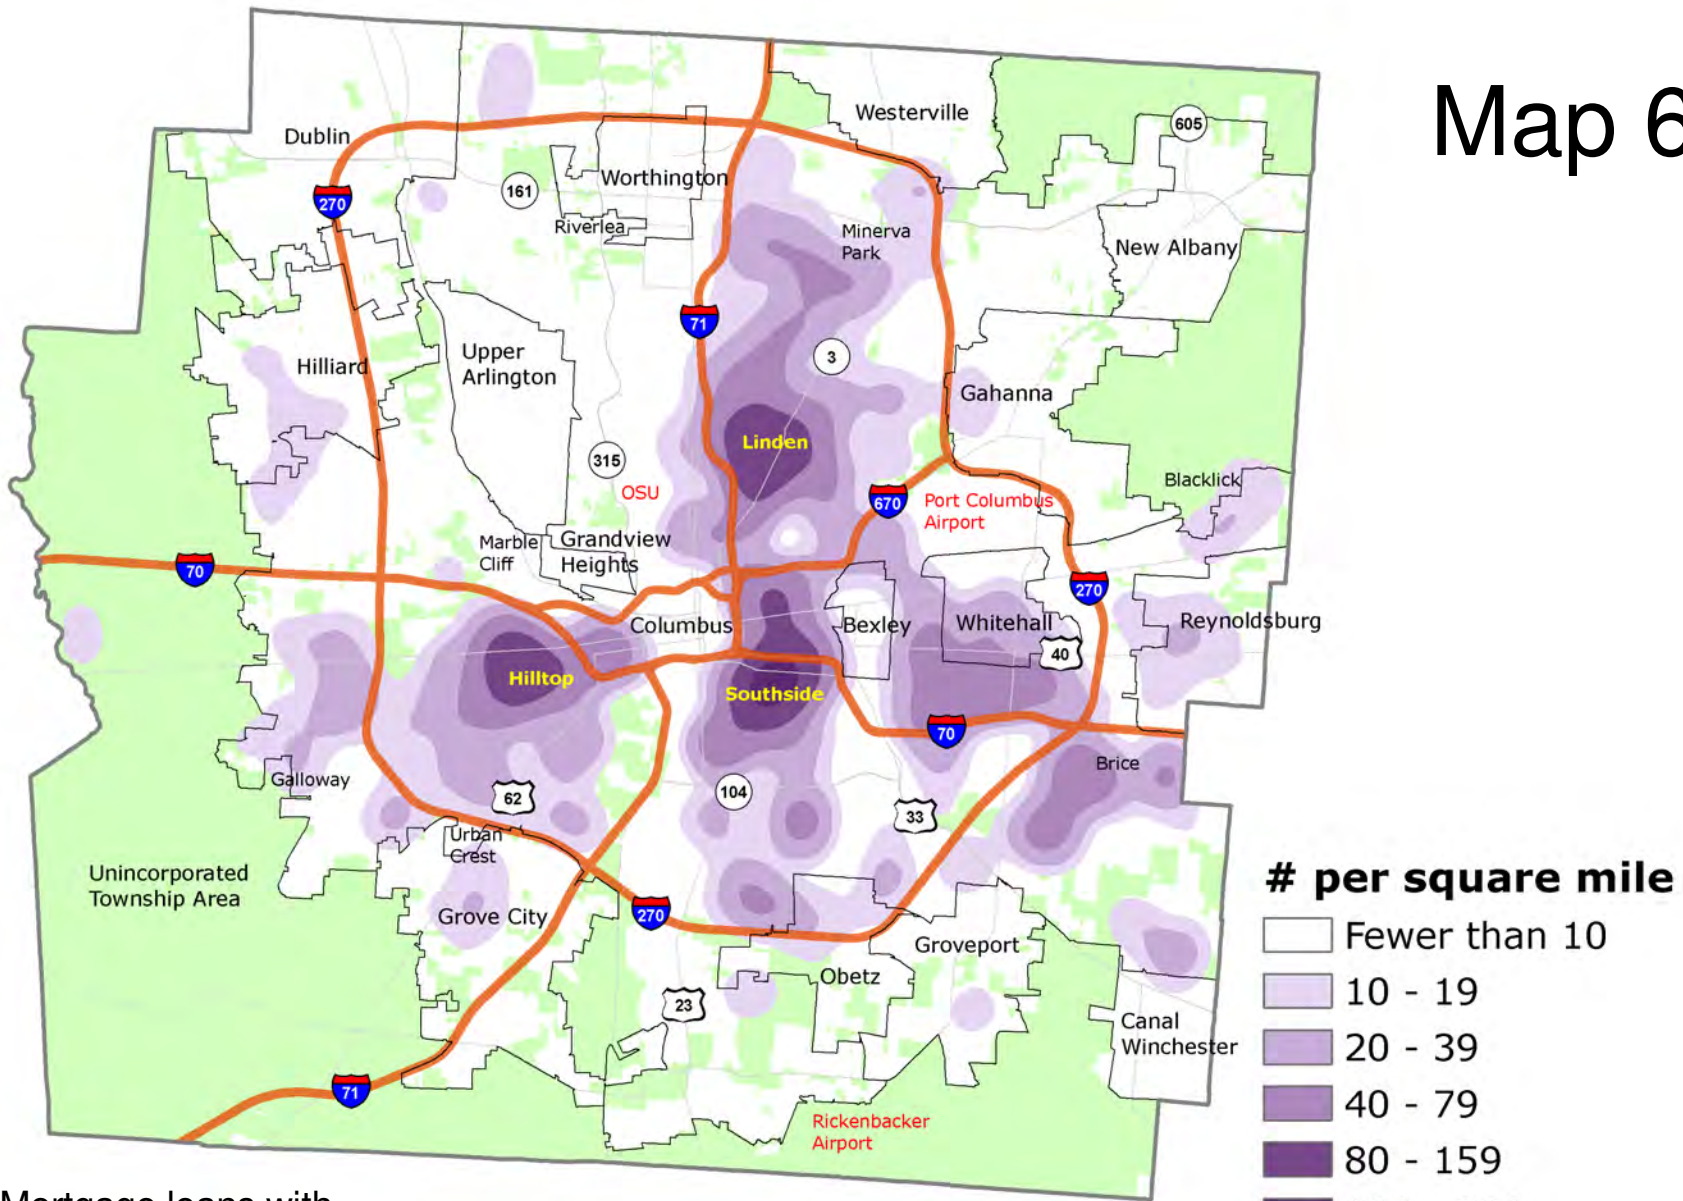 Map 6
Westerville
605
Dublin
Worthington
161
270
Riverlea
Minerva
Park
New Albany
71
3
Upper
Arlington
Hilliard
Gahanna
Linden
315
OSU
Blacklick
670
Port Columbus
Airport
Marble
Cliff
Grandview
Heights
70
270
Columbus
Bexley
Whitehall
Reynoldsburg
40
Hilltop
Southside
70
Brice
Galloway
62
104
33
Urban
Crest
Unincorporated
Township Area
Grove City
270
Groveport
Obetz
23
Canal
Winchester
71
Rickenbacker
Airport
# per square mile
Fewer than 10
10 - 19
20 - 39
40 - 79
80 - 159
Mortgage loans with